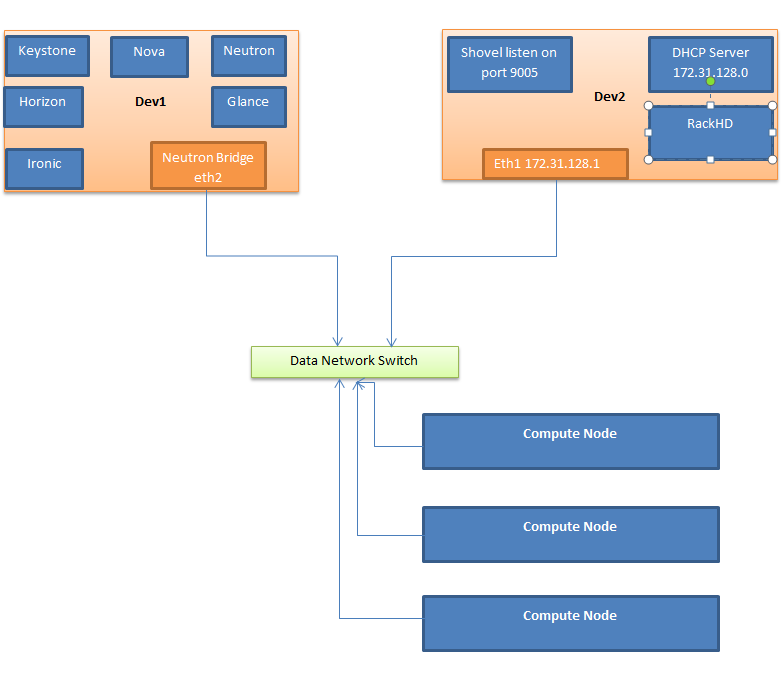 Keystone
Nova
Neutron
Horizon
Dev1
Glance
Ironic
Neutron Bridge
eth2
Shovel listen on
port 9005
DHCP Server
172.31.128.0
Dev2
RackHD
Eth1 172.31.128.1
Data Network Switch
Compute Node
Compute Node
Compute Node